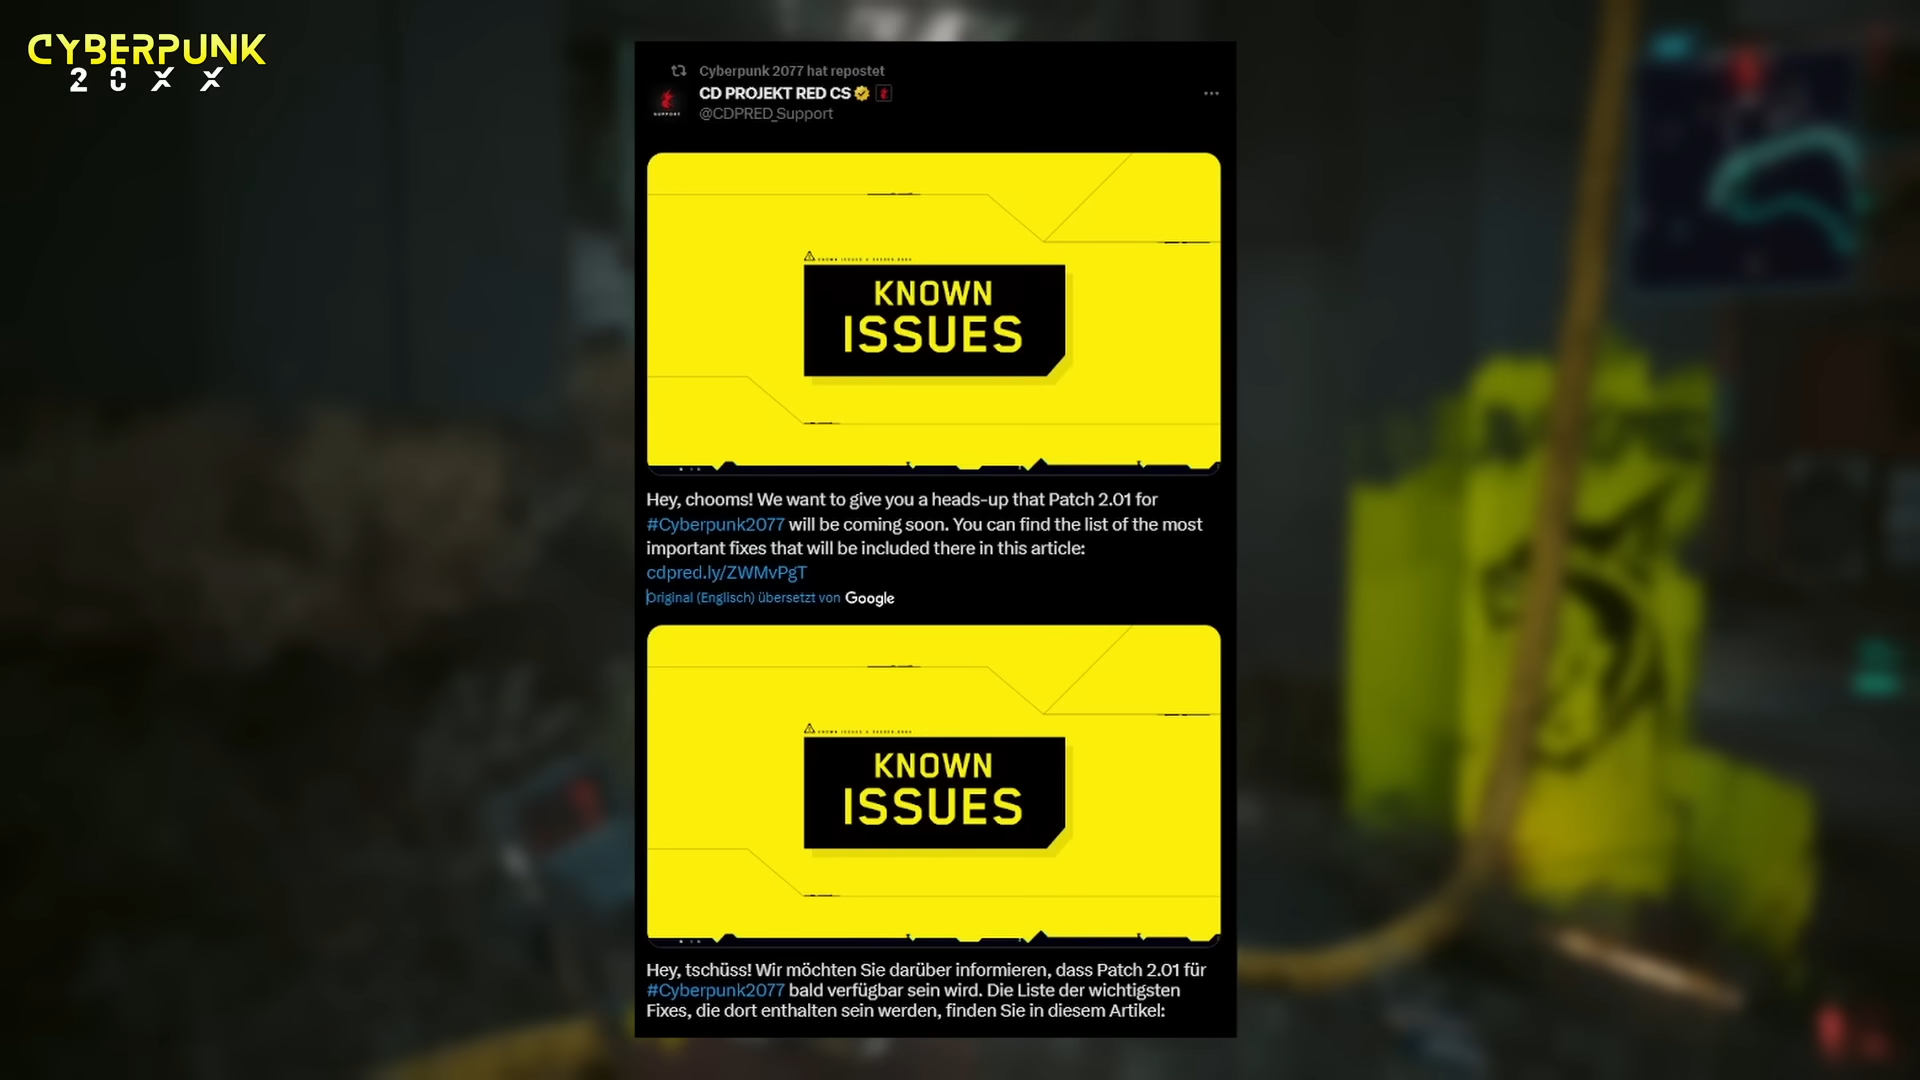 CYBERPUNK
20XX
Cyberpunk 2077 hat repostet
CD PROJEKT RED CS
@CDPRED_Support
SUPPORT
KNOWN
ISSUES
Hey, chooms! We want to give you a heads-up that Patch 2.01 for
#Cyberpunk2077 will be coming soon. You can find the list of the most
important fixes that will be included there in this article:
cdpred.ly/ZWMvPgT
Original (Englisch) übersetzt von Google
KNOWN
ISSUES
Hey, tschüss! Wir möchten Sie darüber informieren, dass Patch 2.01 für
#Cyberpunk2077 bald verfügbar sein wird. Die Liste der wichtigsten
Fixes, die dort enthalten sein werden, finden Sie in diesem Artikel: